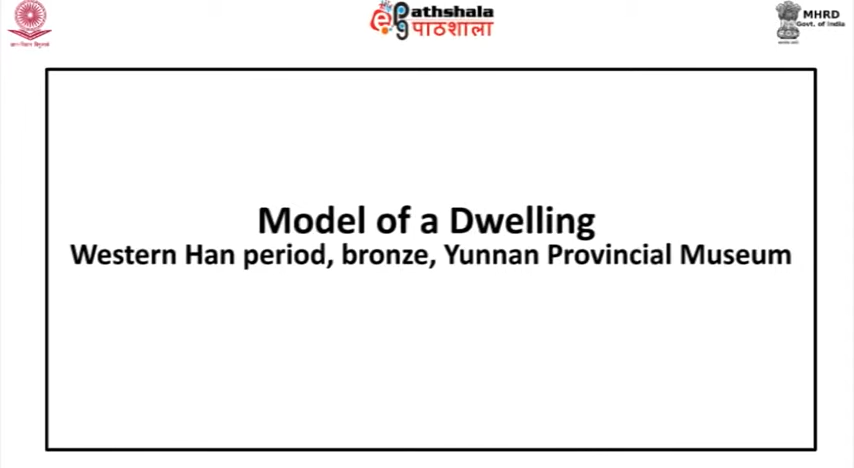 ePathshala
पाठशाला
MHRD
Govt. of India
Model of a Dwelling
Western Han period, bronze, Yunnan Provincial Museum